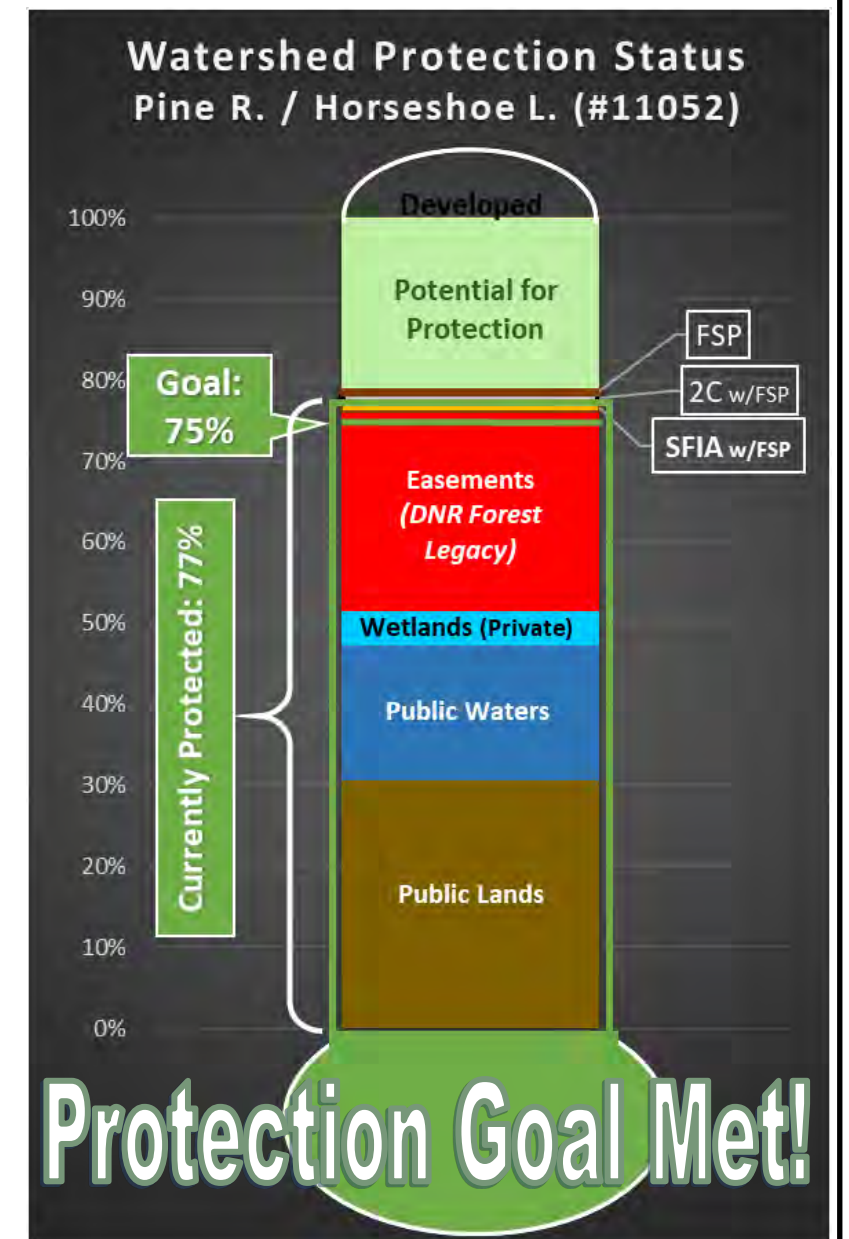 Watershed Protection Status
Pine R. / Horseshoe L. (#11052)
Developed
100%
Potential for
Protection
90%
FSP
80%
Goal:
75%
2C w/FSP
SFIA w/FSP
70%
Easements
(DNR Forest
Legacy)
60%
Currently Protected: 77%
50%
Wetlands (Private)
40%
Public Waters
30%
20%
Public Lands
10%
0%
Protection Goal Met!